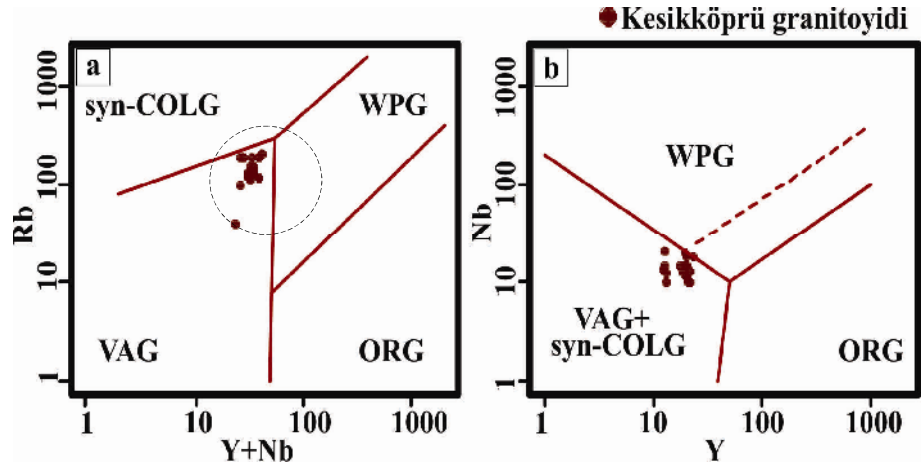 Kesikköprü granitoyidi
a
syn-COLG
WPG
VAG
ORG
Rb
1000
100
10
1
1
10
100
1000
Y+Nb
b
WPG
VAG+
syn-COLG
ORG
Nb
1000
100
10
1
1
10
100
1000
Y